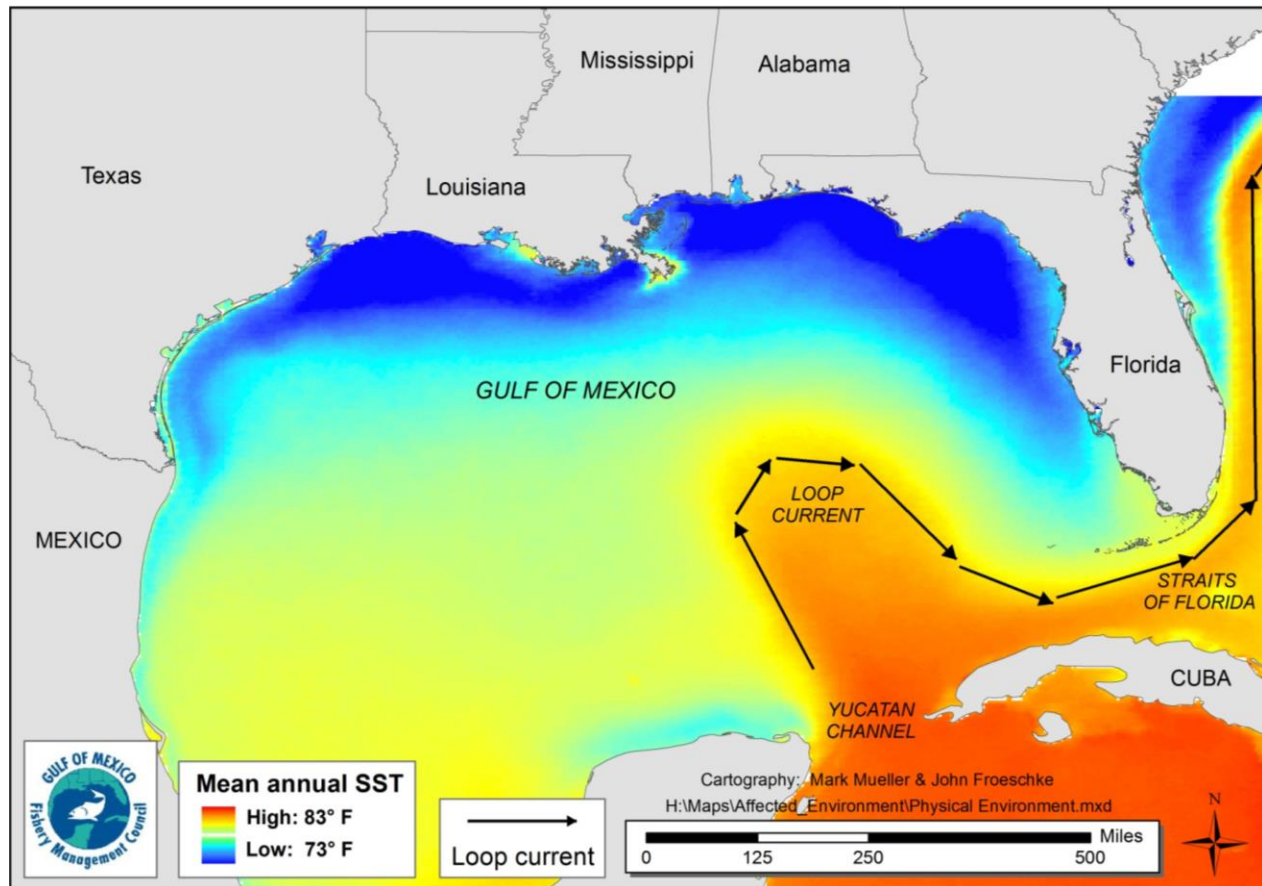 Mississippi
Alabama
Texas
Louisiana
Florida
GULF OF MEXICO
LOOP
CURRENT
MEXICO
STRAITS
OF FLORIDA
CUBA
YUCATAN
CHANNEL
GULF OF MEXICO
Fishery Management Council
Mean annual SST
High: 83° F
Low: 73° F
Loop current
Cartography: Mark Mueller & John Froeschke
H:\Maps\Affected_Environment\Physical Environment.mxd
Miles
0 125 250 500
N